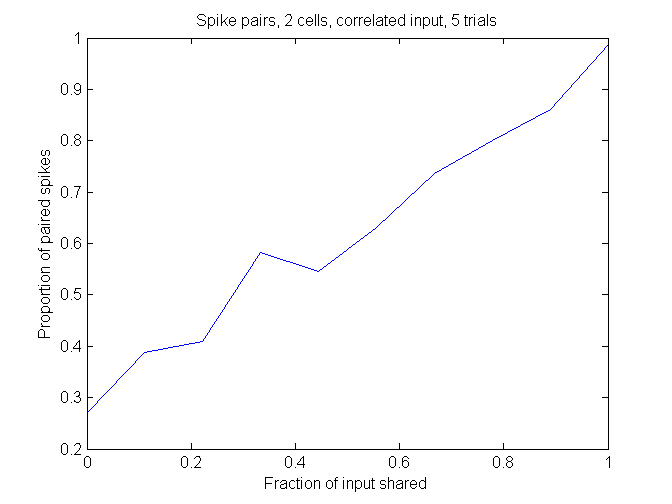 Spike pairs, 2 cells, correlated input, 5 trials
1
0.9
0.8
0.7
0.6
0.5
0.4
0.3
0.2
Proportion of paired spikes
0 0.2 0.4 0.6 0.8 1
Fraction of input shared